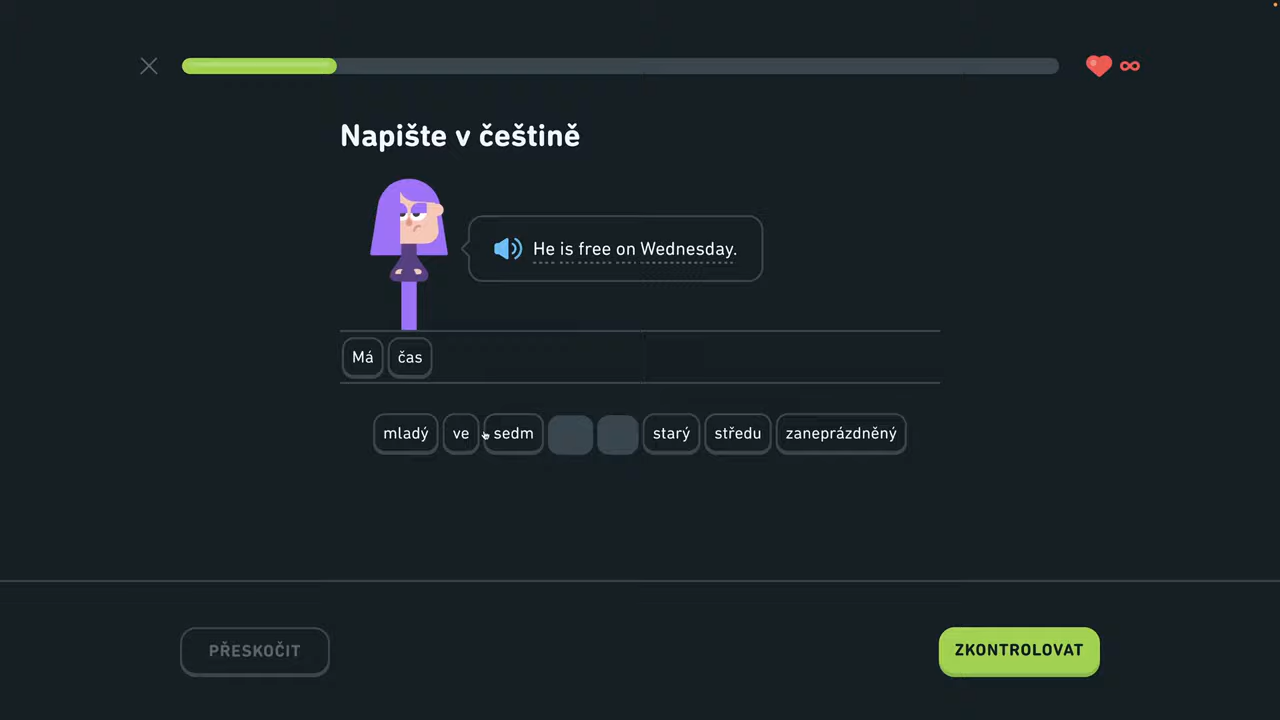 Napište v češtině
He is free on Wednesday.
Má čas
mladý ve sedm starý středu zaneprázdněný
PŘESKOČIT ZKONTROLOVAT